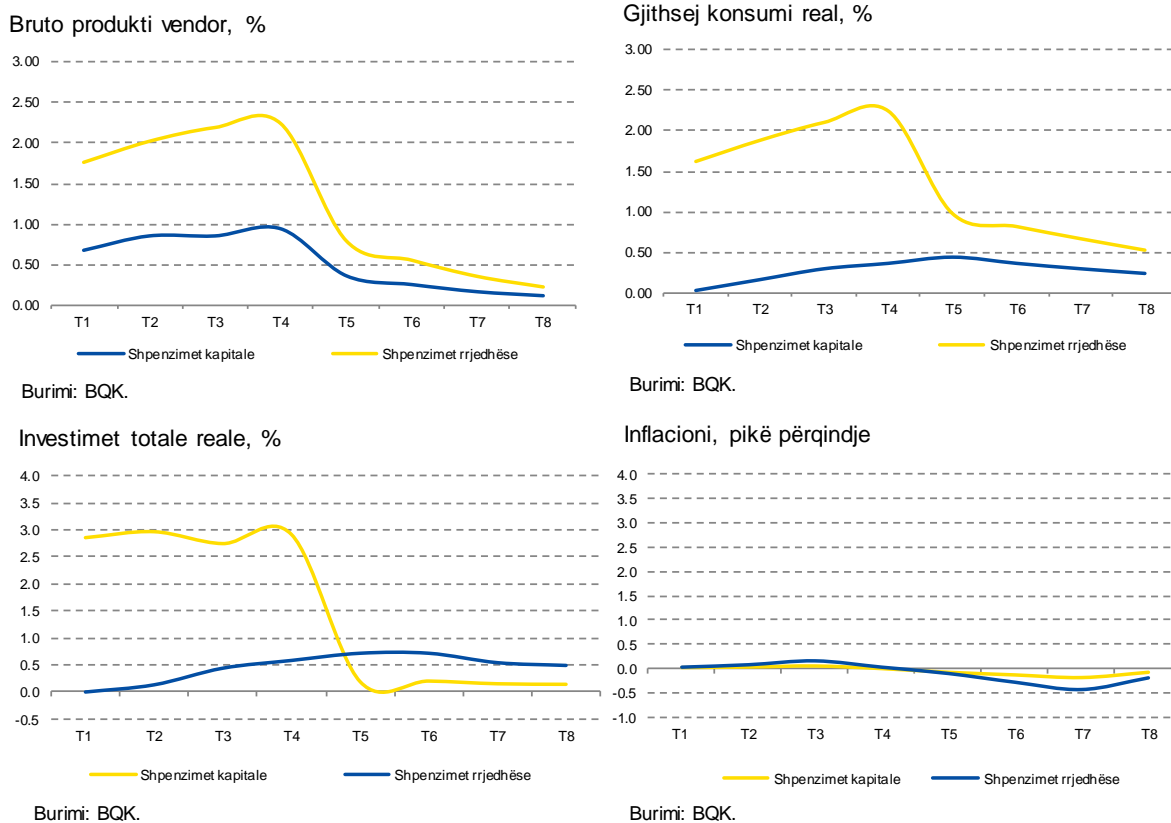 Bruto produkti vendor, %
3.00
2.50
2.00
1.50
1.00
0.50
0.00
T1 T2 T3 T4 T5 T6 T7 T8
Shpenzimet kapitale Shpenzimet rrjedhëse
Burimi: BQK.
Gjithsej konsumi real, %
3.00
2.50
2.00
1.50
1.00
0.50
0.00
T1 T2 T3 T4 T5 T6 T7 T8
Shpenzimet kapitale Shpenzimet rrjedhëse
Burimi: BQK.
Investimet totale reale, %
4.0
3.5
3.0
2.5
2.0
1.5
1.0
0.5
0.0
-0.5
T1 T2 T3 T4 T5 T6 T7 T8
Shpenzimet kapitale Shpenzimet rrjedhëse
Burimi: BQK.
Inflacioni, pikë përqindje
4.0
3.5
3.0
2.5
2.0
1.5
1.0
0.5
0.0
-0.5
-1.0
T1 T2 T3 T4 T5 T6 T7 T8
Shpenzimet kapitale Shpenzimet rrjedhëse
Burimi: BQK.